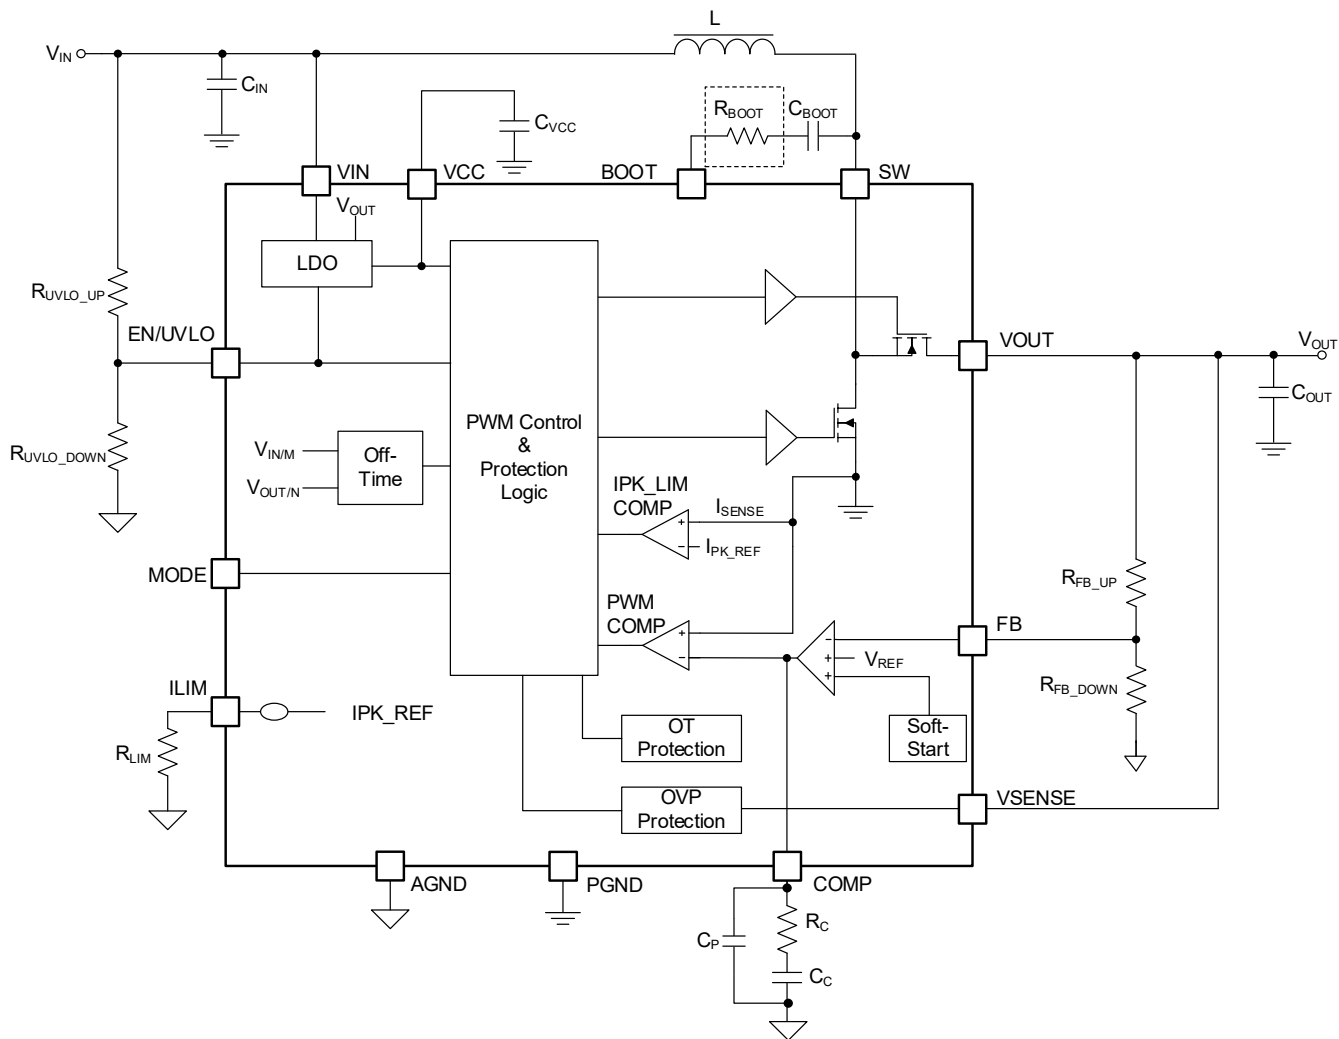 L
VIN
CIN
CVCC
RBOOT
CBOOT
VIN
VCC
BOOT
SW
VOUT
LDO
RUVLO_UP
EN/UVLO
VOUT
VOUT
COUT
RUVLO_DOWN
VIN/M
VOUT/N
Off-
Time
PWM Control
&
Protection
Logic
IPK_LIM
COMP
ISENSE
IPK_REF
+
−
MODE
RFB_UP
PWM
COMP
+
−
FB
−
+
+
VREF
RFB_DOWN
ILIM
IPK_REF
RLIM
OT
Protection
Soft-
Start
OVP
Protection
VSENSE
AGND
PGND
COMP
CP
RC
CC